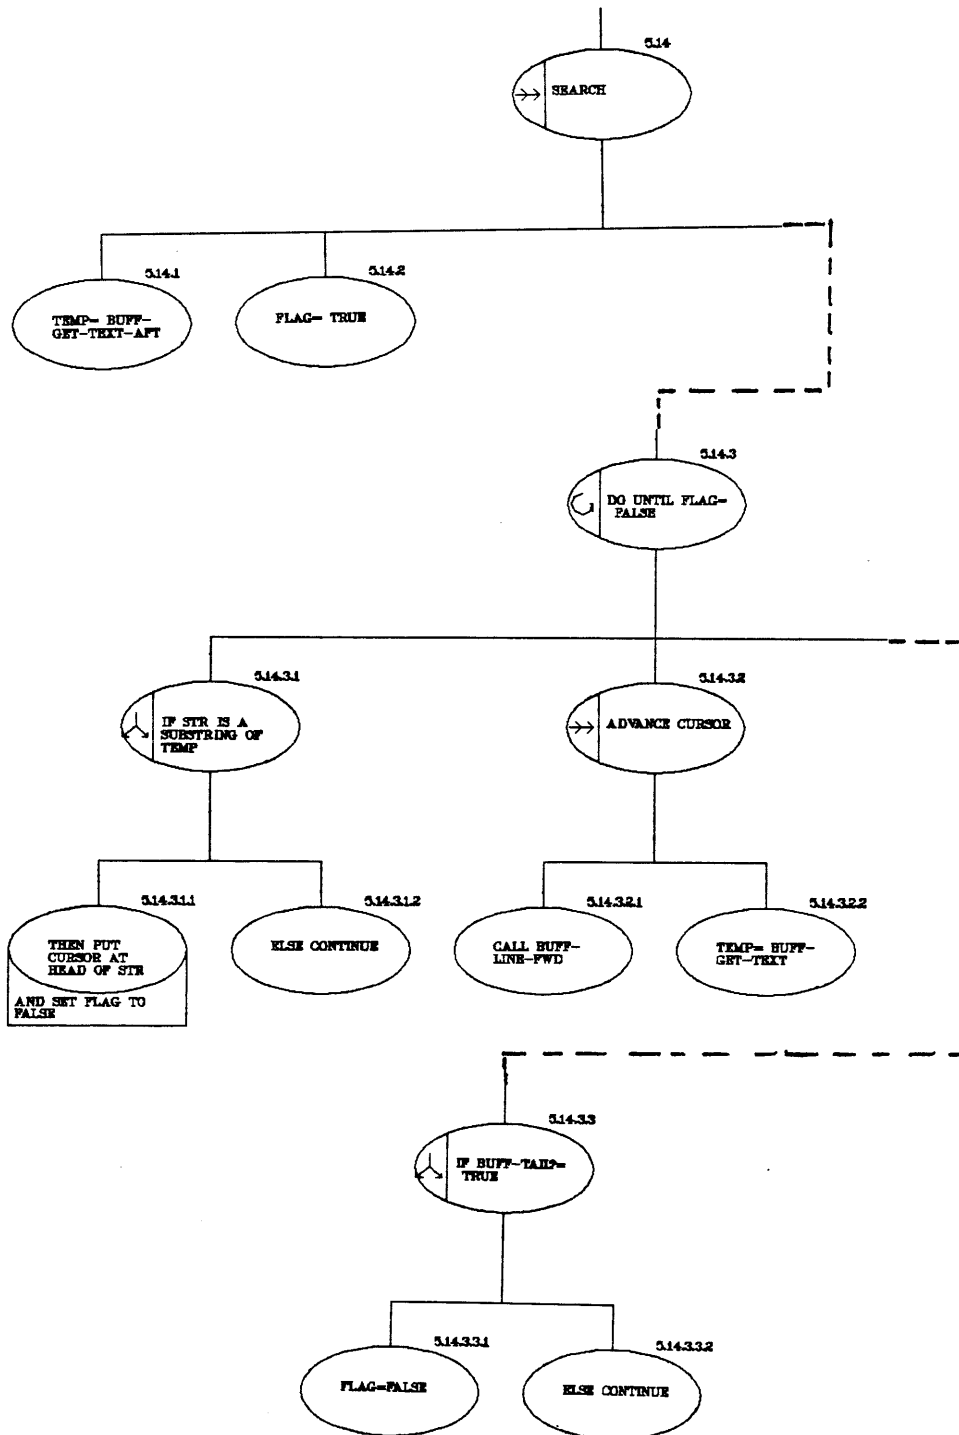 5.14
SEARCH
5.14.1
TEMP= BUFF-
GET-TEXT-AFT
5.14.2
FLAG= TRUE
5.14.3
DO UNTIL FLAG=
FALSE
5.14.3.1
IF STR IS A
SUBSTRING OF
TEMP
5.14.3.2
ADVANCE CURSOR
5.14.3.1.1
THEN PUT
CURSOR AT
HEAD OF STR
AND SET FLAG TO
FALSE
5.14.3.1.2
ELSE CONTINUE
5.14.3.2.1
CALL BUFF-
LINE-FWD
5.14.3.2.2
TEMP= BUFF-
GET-TEXT
5.14.3.3
IF BUFF-TAIL?=
TRUE
5.14.3.3.1
FLAG=FALSE
5.14.3.3.2
ELSE CONTINUE